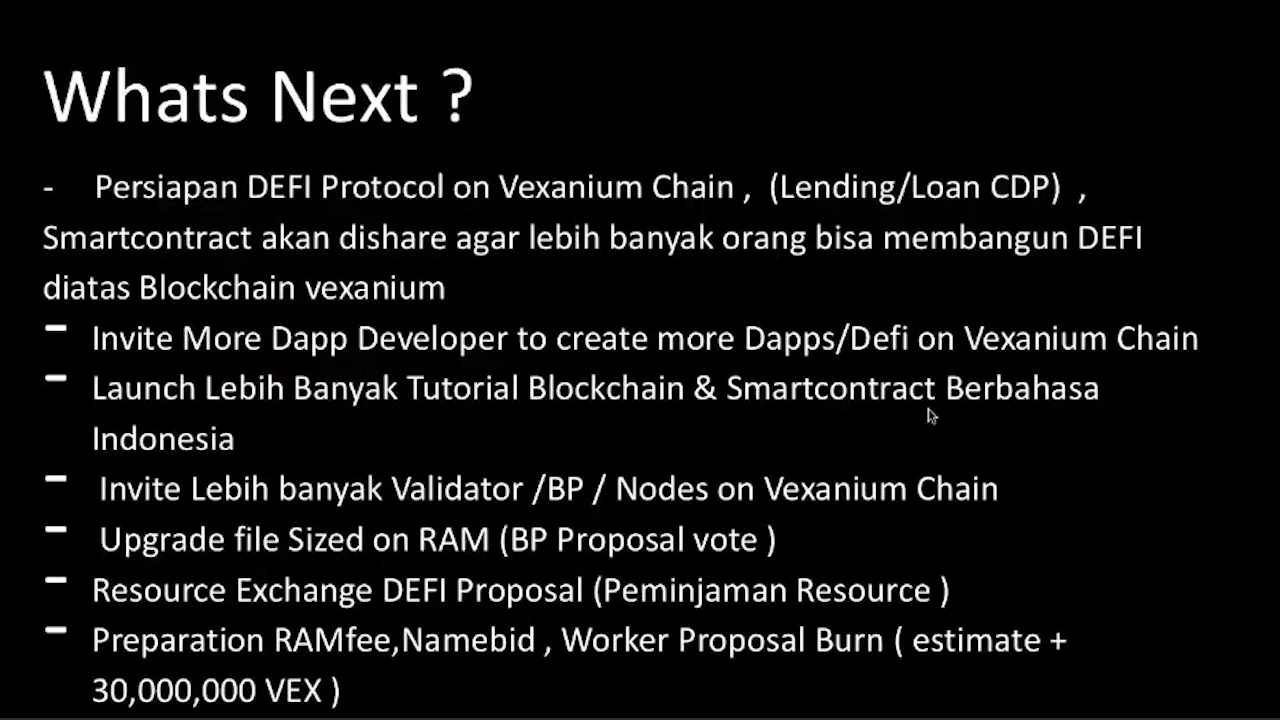 Whats Next ?
- Persiapan DEFI Protocol on Vexanium Chain , (Lending/Loan CDP) ,
Smartcontract akan dishare agar lebih banyak orang bisa membangun DEFI
diatas Blockchain vexanium
- Invite More Dapp Developer to create more Dapps/Defi on Vexanium Chain
- Launch Lebih Banyak Tutorial Blockchain & Smartcontract Berbahasa
Indonesia
- Invite Lebih banyak Validator /BP / Nodes on Vexanium Chain
- Upgrade file Sized on RAM (BP Proposal vote )
- Resource Exchange DEFI Proposal (Peminjaman Resource )
- Preparation RAMfee,Namebid , Worker Proposal Burn ( estimate +
30,000,000 VEX )